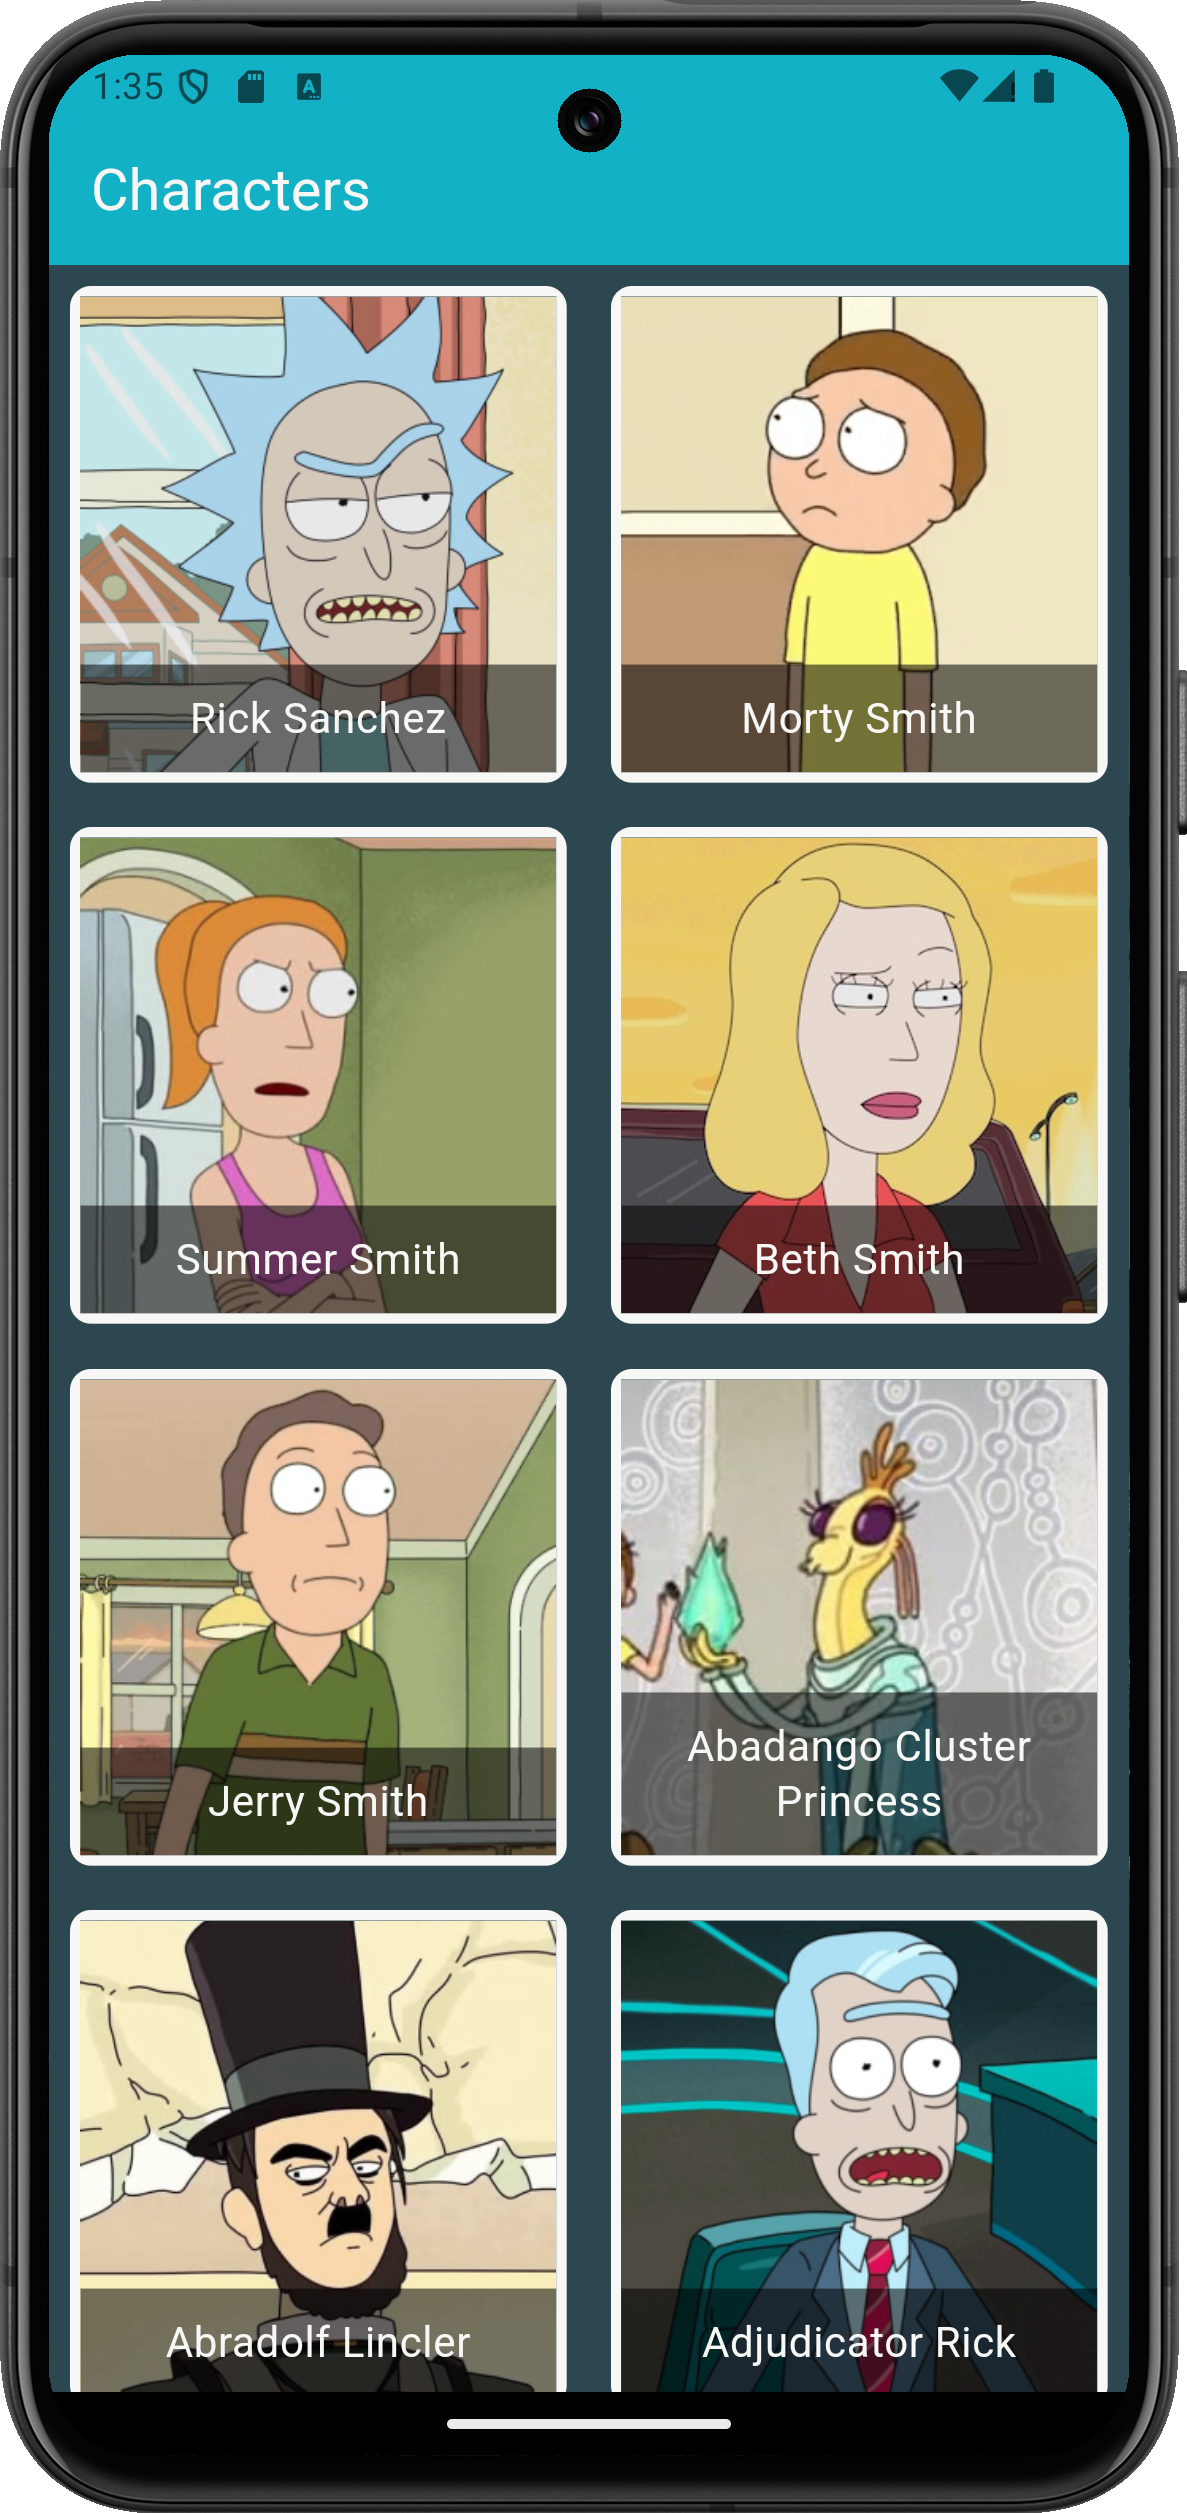 1:35
Characters
Rick Sanchez
Morty Smith
Summer Smith
Beth Smith
Jerry Smith
Abadango Cluster
Princess
Abradolf Lincler
Adjudicator Rick